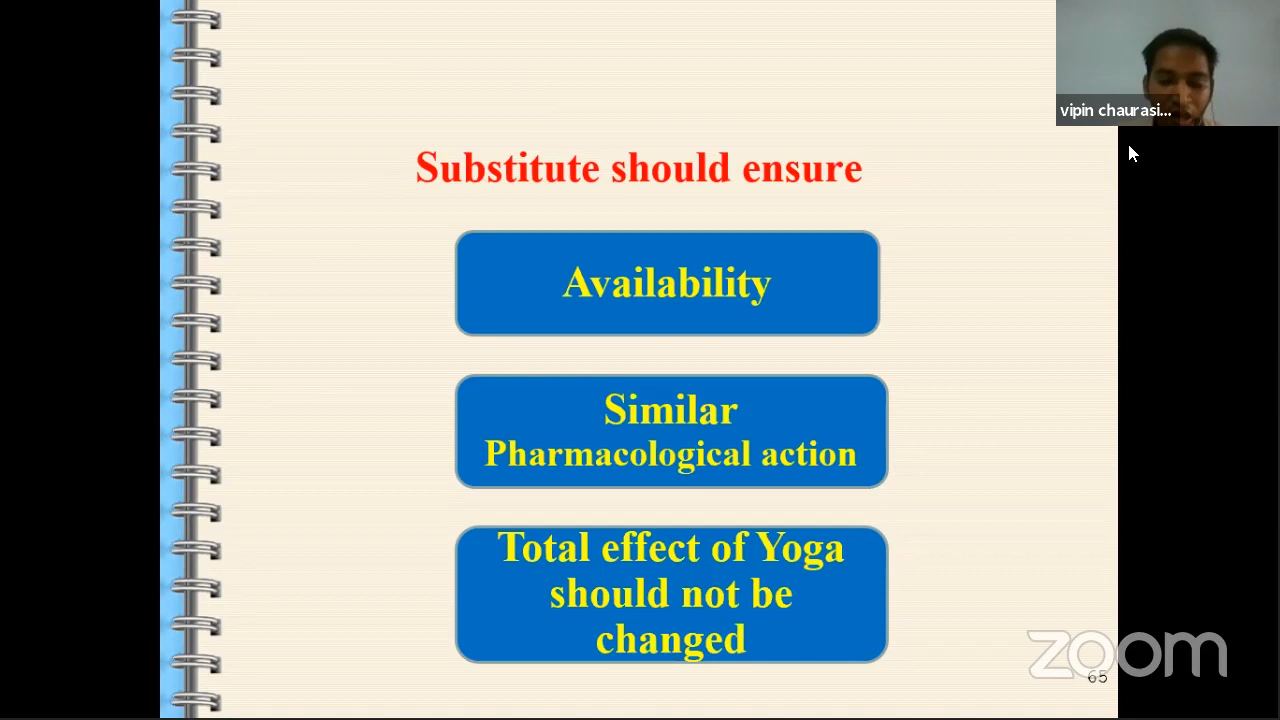 vipin chaurasi...
Substitute should ensure
Availability
Similar
Pharmacological action
Total effect of Yoga
should not be
changed
zoom
65